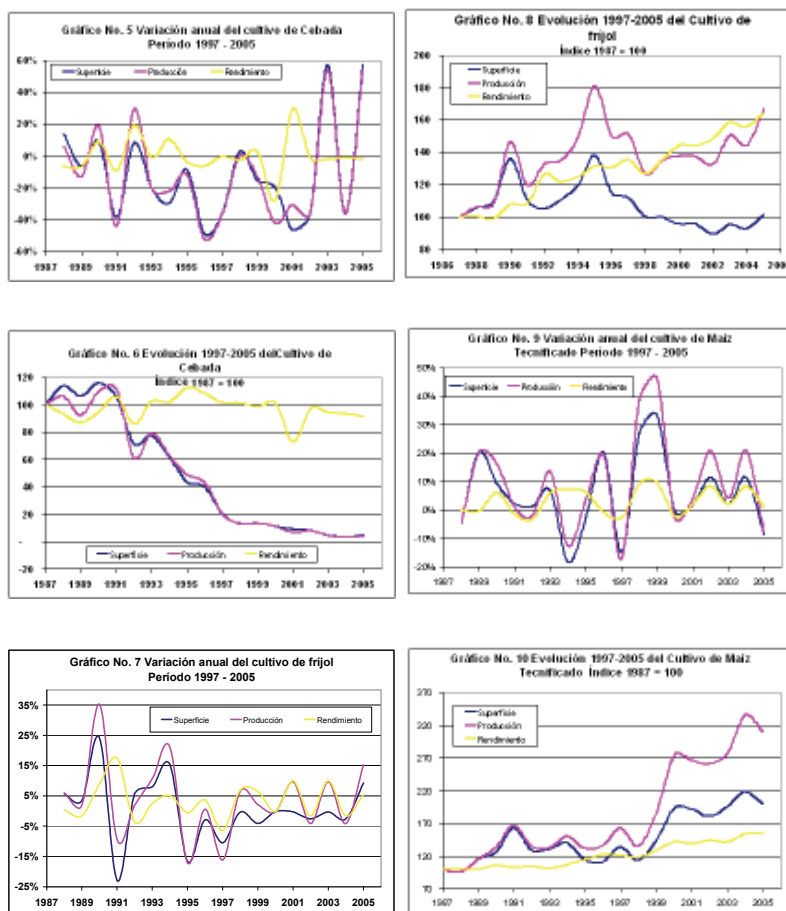 Gráfico No. 5 Variación anual del cultivo de Cebada
Período 1997 - 2005
60%
Superficie Producción Rendimiento
40%
20%
0%
-20%
-40%
-60%
1987 1989 1991 1993 1995 1997 1999 2001 2003 2005
Gráfico No. 6 Evolución 1997-2005 delCultivo de
Cebada
Índice 1987 = 100
120
100
80
60
40
20
-
-20
Superficie Producción Rendimiento
1987 1989 1991 1993 1995 1997 1999 2001 2003 2005
Gráfico No. 7 Variación anual del cultivo de fríjol
Período 1997 - 2005
35%
Superficie Producción Rendimiento
25%
15%
5%
-5%
-15%
-25%
1987 1989 1991 1993 1995 1997 1999 2001 2003 2005
Gráfico No. 8 Evolución 1997-2005 del Cultivo de
fríjol
Índice 1987 = 100
200
Superficie
Producción
Rendimiento
180
160
140
120
100
80
1986 1988 1990 1992 1994 1996 1998 2000 2002 2004 200
Gráfico No. 9 Variación anual del cultivo de Maíz
Tecnificado Período 1997 - 2005
50%
Superficie Producción Rendimiento
40%
30%
20%
10%
0%
-10%
-20%
1987 1989 1991 1993 1995 1997 1999 2001 2003 2005
Gráfico No. 10 Evolución 1997-2005 del Cultivo de Maíz
Tecnificado Índice 1987 = 100
370
Superficie
Producción
Rendimiento
320
270
220
170
120
70
1987 1989 1991 1993 1995 1997 1999 2001 2003 2005